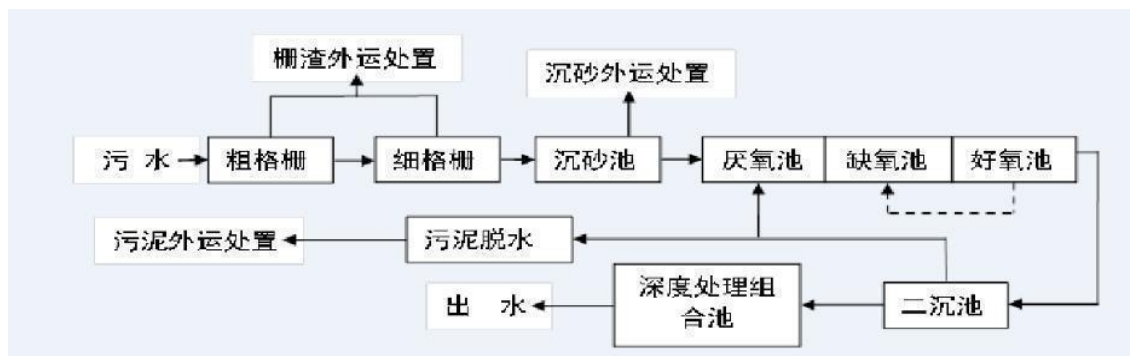 栅渣外运处置
沉砂外运处置
污 水
粗格栅
细格栅
沉砂池
厌氧池
缺氧池
好氧池
污泥外运处置
污泥脱水
出 水
深度处理组
合池
二沉池